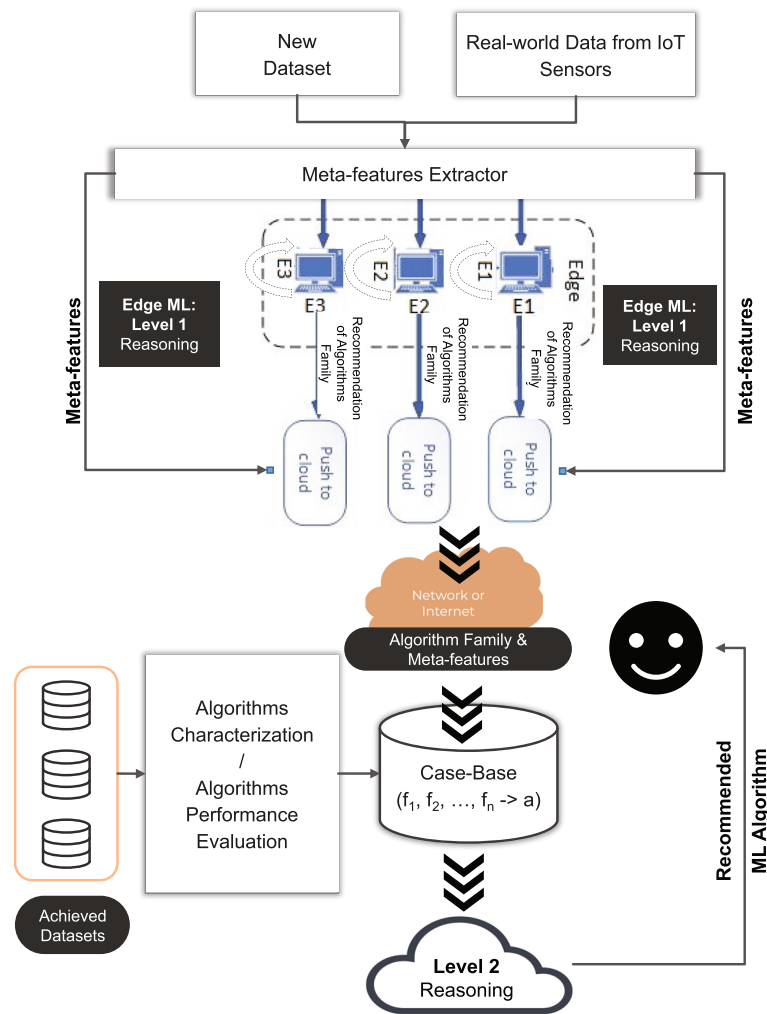 New
Dataset
Real-world Data from IoT
Sensors
Meta-features Extractor
E3
E2
E1
Edge
E3
E2
E1
Edge ML:
Level 1
Reasoning
Edge ML:
Level 1
Reasoning
Meta-features
Meta-features
Recommendation
of Algorithms
Family
Recommendation
of Algorithms
Family
Recommendation
of Algorithms
Family
Push to
cloud
Push to
cloud
Push to
cloud
Network or
Internet
Algorithm Family &
Meta-features
Algorithms
Characterization
/
Algorithms
Performance
Evaluation
Case-Base
(f₁, f₂, …, fₙ -> a)
Recommended
ML Algorithm
Achieved
Datasets
Level 2
Reasoning